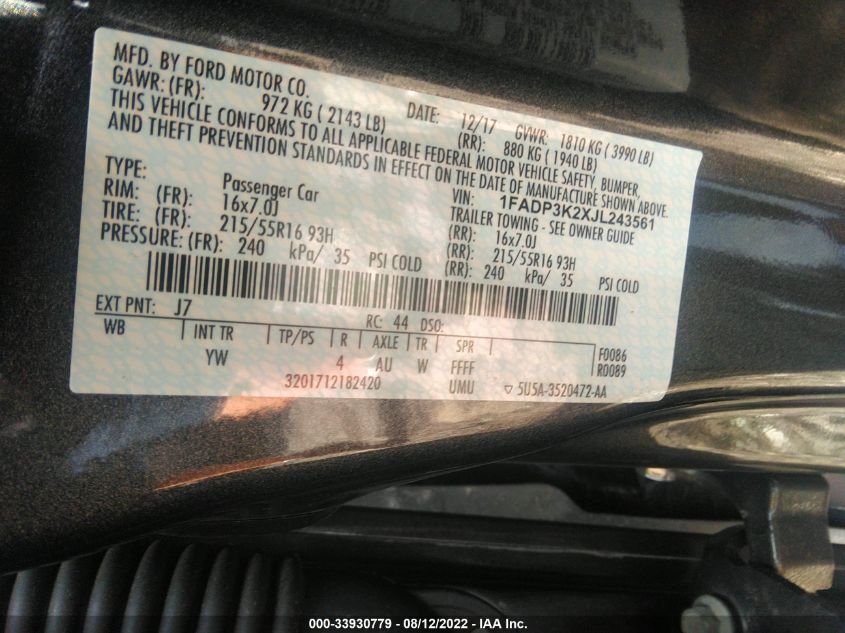 MFD. BY FORD MOTOR CO.
DATE: 12/17 GVWR: 1810 KG ( 3990 LB)
GAWR: (FR): 972 KG ( 2143 LB) (RR): 880 KG ( 1940 LB)
THIS VEHICLE CONFORMS TO ALL APPLICABLE FEDERAL MOTOR VEHICLE SAFETY, BUMPER,
AND THEFT PREVENTION STANDARDS IN EFFECT ON THE DATE OF MANUFACTURE SHOWN ABOVE.
VIN: 1FADP3K2XJL243561
TYPE: Passenger Car TRAILER TOWING - SEE OWNER GUIDE
RIM: (FR): 16x7.0J (RR): 16x7.0J
TIRE: (FR): 215/55R16 93H (RR): 215/55R16 93H
PRESSURE: (FR): 240 kPa/ 35 PSI COLD (RR): 240 kPa/ 35 PSI COLD
EXT PNT: J7 RC: 44 DSO:
WB INT TR TP/PS R AXLE TR SPR F0086
YW 4 AU W FFFF R0089
3201712182420 UMU ▽ 5U5A-3520472-AA
000-33930779 - 08/12/2022 - IAA Inc.